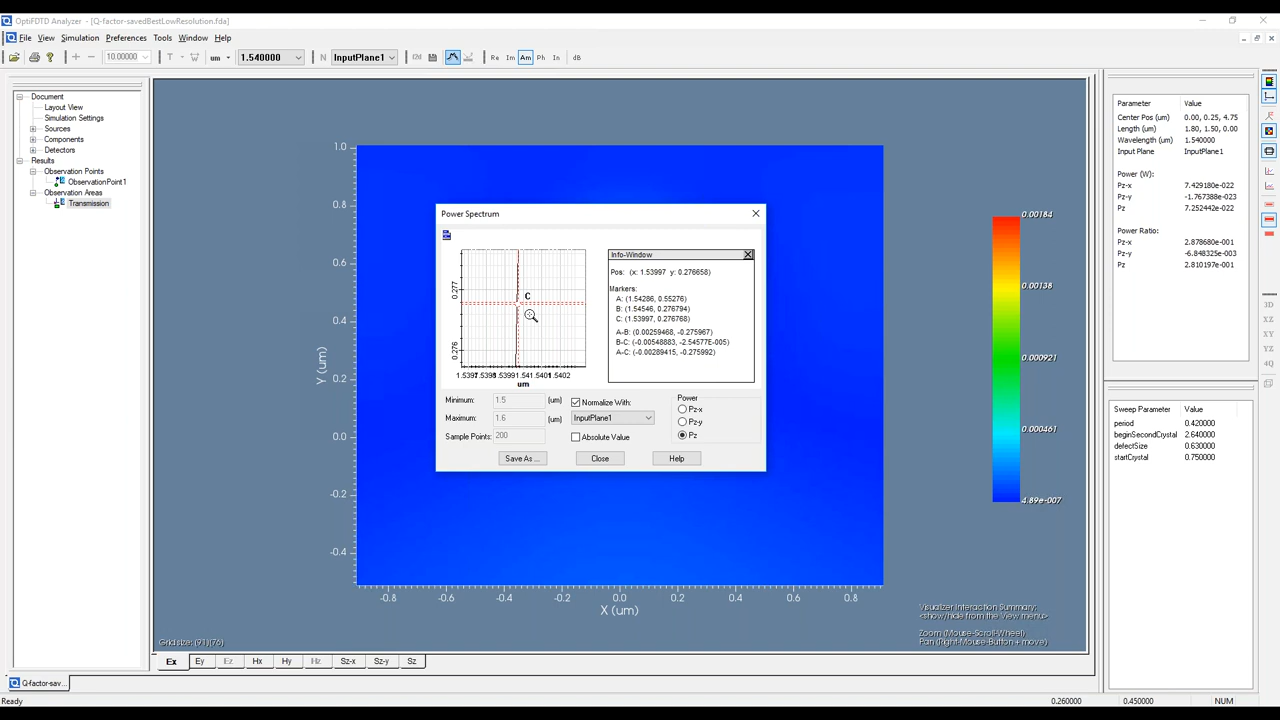 OptiFDTD Analyzer - [Q-factor-savedBestLowResolution.fda]
File View Simulation Preferences Tools Window Help
10.00000 T W um 1.540000 N InputPlane1 Re Im Am Ph In dB
Document
Layout View
Simulation Settings
Sources
Components
Detectors
Results
Observation Points
ObservationPoint1
Observation Areas
Transmission
1.0
0.8
0.6
0.4
0.2
0.0
-0.2
-0.4
Y (um)
-0.8 -0.6 -0.4 -0.2 0.0 0.2 0.4 0.6 0.8
X (um)
Power Spectrum
0.277
0.276
C
um
Info-Window
Pos: (x: 1.53997 y: 0.276658)
Markers:
A: (1.54286, 0.55276)
B: (1.54546, 0.276794)
C: (1.53997, 0.276768)
A-B: (0.00259468, -0.275967)
B-C: (-0.00548883, -2.54577E-005)
A-C: (-0.00289415, -0.275992)
Minimum: 1.5 (um)
Maximum: 1.6 (um)
Sample Points: 200
Normalize With:
InputPlane1
Absolute Value
Power
Pz-x
Pz-y
Pz
Save As ... Close Help
0.00184
0.00138
0.000921
0.000461
4.89e-007
Visualizer Interaction Summary:
<show/hide from the View menu>
Zoom (Mouse-Scroll-Wheel)
Pan (Right-Mouse-Button + move)
Grid size: (91)(76)
Ex Ey Ez Hx Hy Hz Sz-x Sz-y Sz
Parameter Value
Center Pos (um) 0.00, 0.25, 4.75
Length (um) 1.80, 1.50, 0.00
Wavelength (um) 1.540000
Input Plane InputPlane1
Power (W):
Pz-x 7.429180e-022
Pz-y -1.767388e-023
Pz 7.252442e-022
Power Ratio:
Pz-x 2.878680e-001
Pz-y -6.848325e-003
Pz 2.810197e-001
Sweep Parameter Value
period 0.420000
beginSecondCrystal 2.640000
defectSize 0.630000
startCrystal 0.750000
3D
XZ
XY
YZ
4Q
Q-factor-sav...
Ready 0.260000 0.450000 NUM